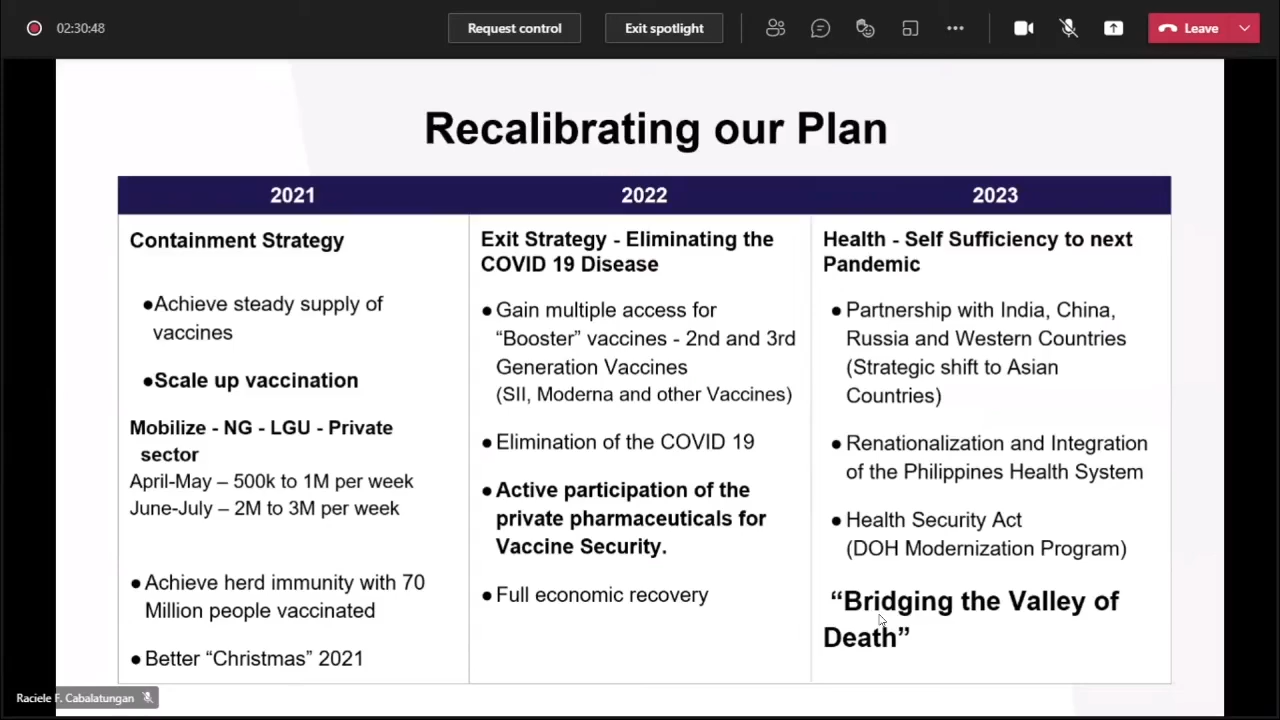 02:30:48
Request control
Exit spotlight
Leave
Recalibrating our Plan
2021
2022
2023
Containment Strategy
●Achieve steady supply of
vaccines
●Scale up vaccination
Mobilize - NG - LGU - Private
sector
April-May – 500k to 1M per week
June-July – 2M to 3M per week
●Achieve herd immunity with 70
Million people vaccinated
●Better “Christmas” 2021
Exit Strategy - Eliminating the
COVID 19 Disease
●Gain multiple access for
“Booster” vaccines - 2nd and 3rd
Generation Vaccines
(SII, Moderna and other Vaccines)
●Elimination of the COVID 19
●Active participation of the
private pharmaceuticals for
Vaccine Security.
●Full economic recovery
Health - Self Sufficiency to next
Pandemic
●Partnership with India, China,
Russia and Western Countries
(Strategic shift to Asian
Countries)
●Renationalization and Integration
of the Philippines Health System
●Health Security Act
(DOH Modernization Program)
“Bridging the Valley of
Death”
Raciele F. Cabalatungan